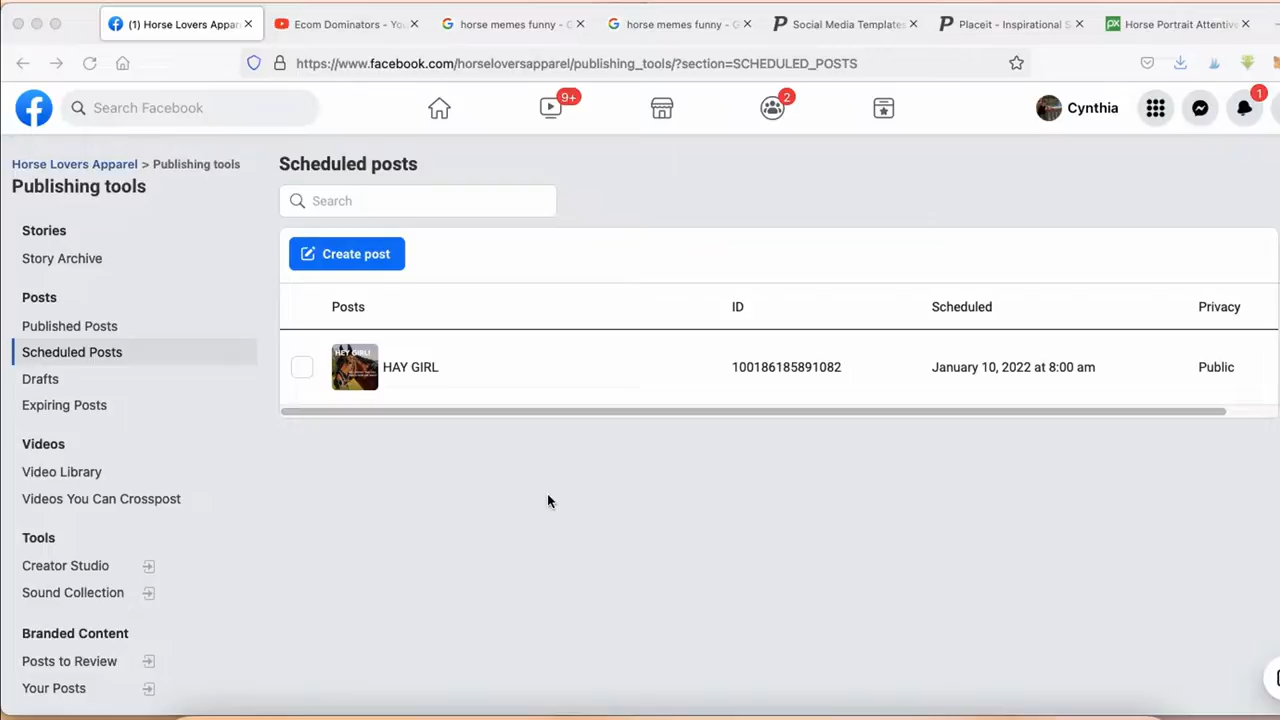 (1) Horse Lovers Appar
Ecom Dominators - Yo
horse memes funny - G
horse memes funny - G
Social Media Templates
Placeit - Inspirational S
Horse Portrait Attentive
https://www.facebook.com/horseloversapparel/publishing_tools/?section=SCHEDULED_POSTS
Search Facebook
9+
2
Cynthia
1
Horse Lovers Apparel > Publishing tools
Publishing tools
Stories
Story Archive
Posts
Published Posts
Scheduled Posts
Drafts
Expiring Posts
Videos
Video Library
Videos You Can Crosspost
Tools
Creator Studio
Sound Collection
Branded Content
Posts to Review
Your Posts
Scheduled posts
Search
Create post
Posts ID Scheduled Privacy
HEY GIRL!
HAY GIRL 100186185891082 January 10, 2022 at 8:00 am Public